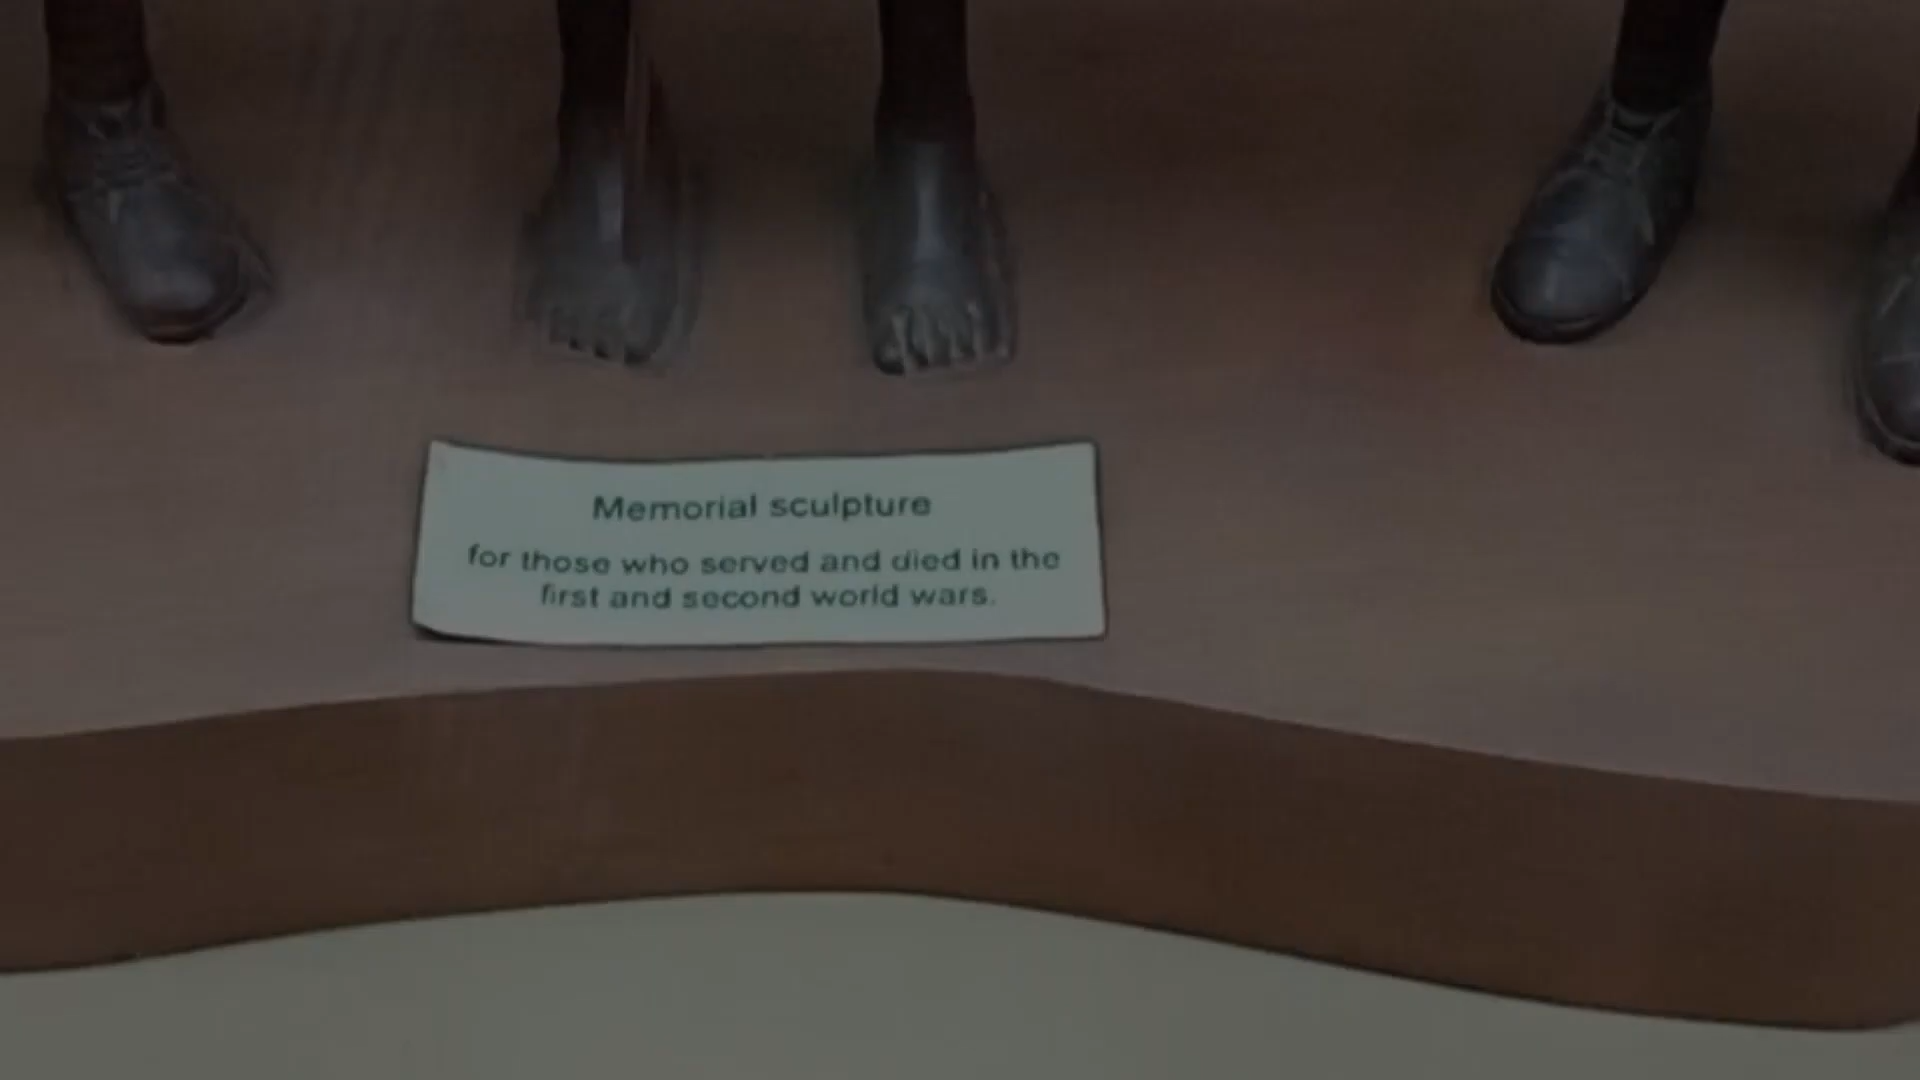 Memorial sculpture
for those who served and died in the
first and second world wars.